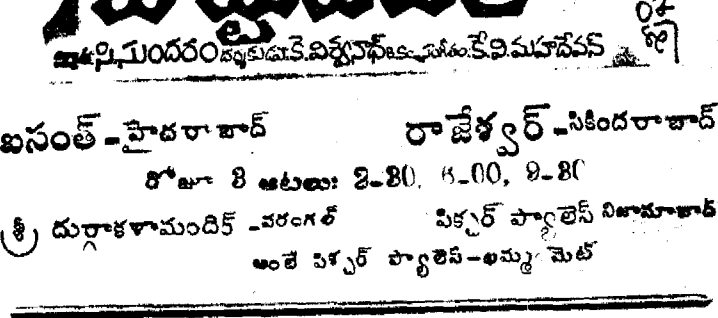 సుందరం దర్శకుడు: కె.విశ్వనాధ్ సంగీతం: కే.వి.మహదేవన్
బసంత్ - హైదరాబాద్ రాజేశ్వర్ - సికిందరాబాద్
రోజూ 3 ఆటలు: 2-30, 6-00, 9-30
శ్రీ దుర్గాకళామందిర్ - వరంగల్ పిక్చర్ ప్యాలెస్ నిజామాబాద్
అంబే పిక్చర్ ప్యాలెస్ - ఖమ్మం మెట్